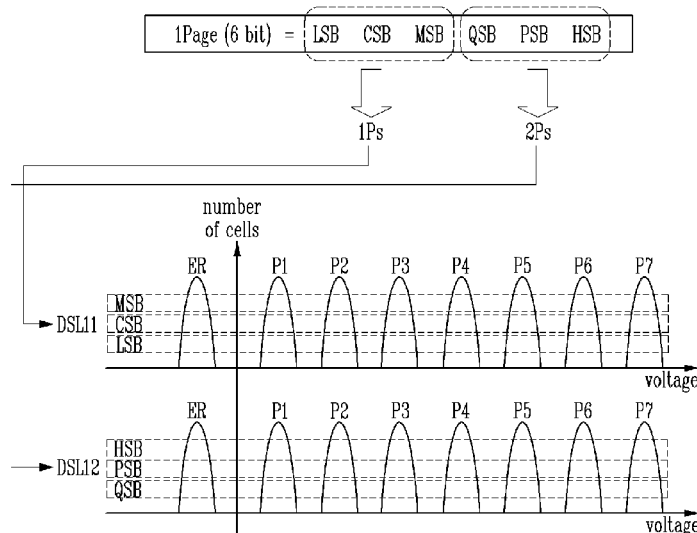 1Page (6 bit) = LSB CSB MSB QSB PSB HSB
1Ps 2Ps
number
of cells
ER P1 P2 P3 P4 P5 P6 P7
MSB
DSL11 CSB
LSB
voltage
ER P1 P2 P3 P4 P5 P6 P7
HSB
DSL12 PSB
QSB
voltage